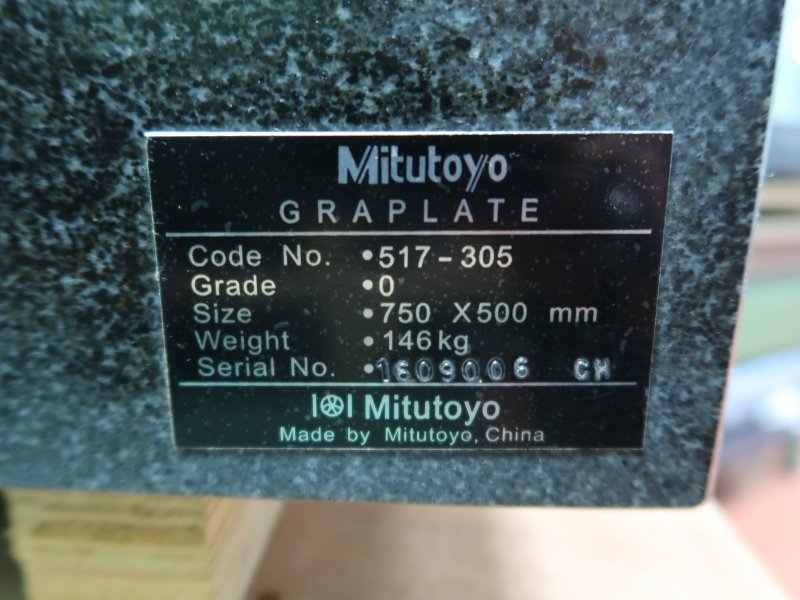 Mitutoyo
GRAPLATE
Code No. •517-305
Grade •0
Size •750 X500 mm
Weight •146kg
Serial No. •1609006 CH
Mitutoyo
Made by Mitutoyo, China